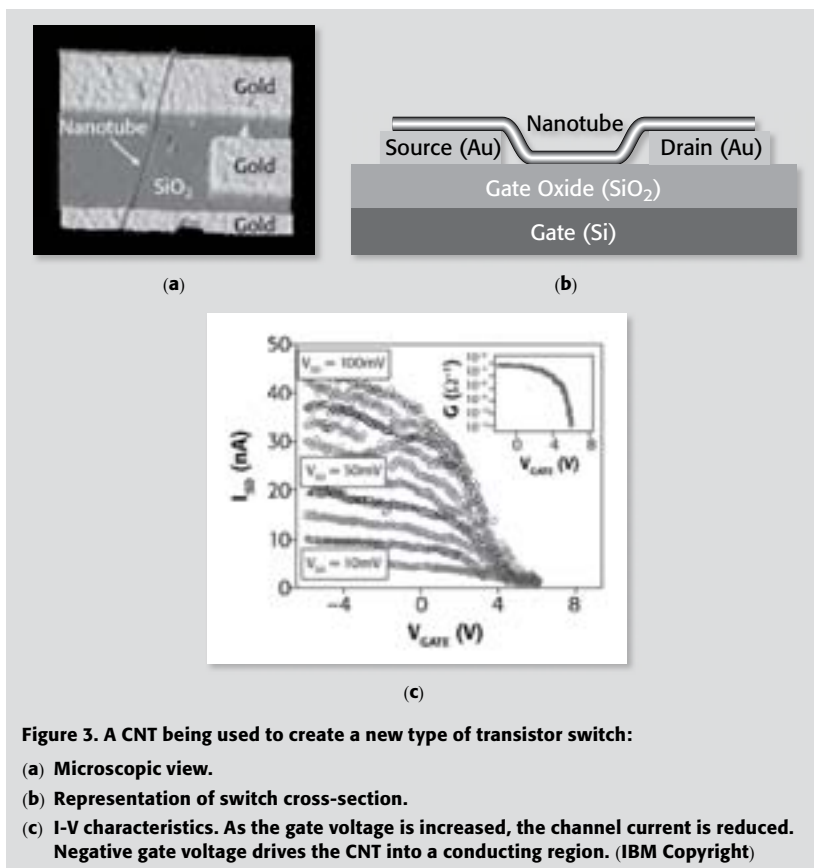 Gold
Nanotube
Gold
SiO₂
Gold
(a)
Nanotube
Source (Au) Drain (Au)
Gate Oxide (SiO₂)
Gate (Si)
(b)
50
40
30
20
10
0
I_SD (nA)
V_SD = 100mV
V_SD = 50mV
V_SD = 10mV
−4 0 4 8
V_GATE (V)
G (Ω⁻¹)
0 4 8
V_GATE (V)
(c)
Figure 3. A CNT being used to create a new type of transistor switch:
(a) Microscopic view.
(b) Representation of switch cross-section.
(c) I-V characteristics. As the gate voltage is increased, the channel current is reduced.
Negative gate voltage drives the CNT into a conducting region. (IBM Copyright)